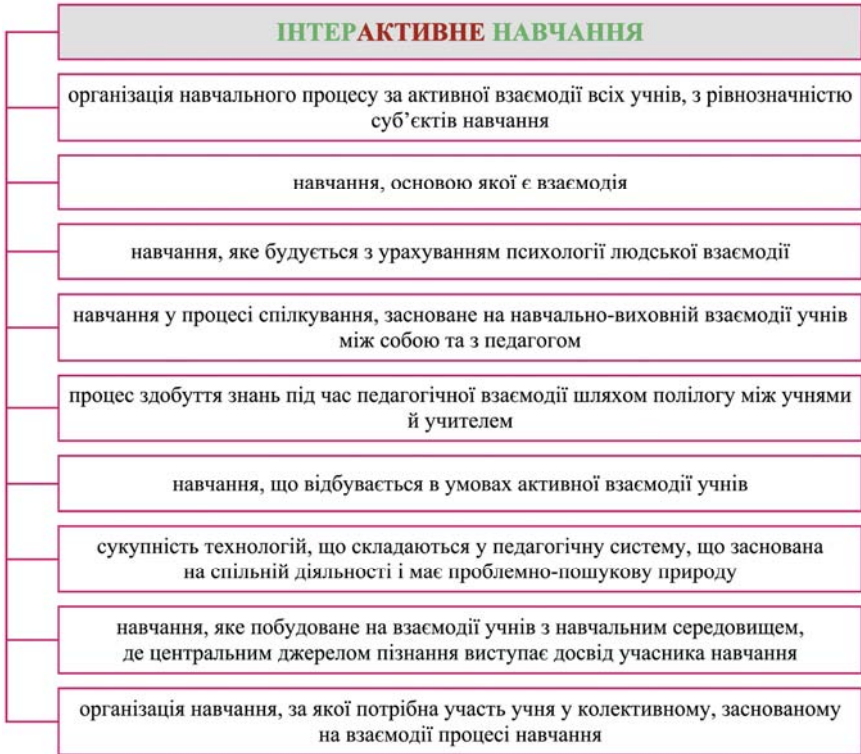 ІНТЕРАКТИВНЕ НАВЧАННЯ
організація навчального процесу за активної взаємодії всіх учнів, з рівнозначністю
суб’єктів навчання
навчання, основою якої є взаємодія
навчання, яке будується з урахуванням психології людської взаємодії
навчання у процесі спілкування, засноване на навчально-виховній взаємодії учнів
між собою та з педагогом
процес здобуття знань під час педагогічної взаємодії шляхом полілогу між учнями
й учителем
навчання, що відбувається в умовах активної взаємодії учнів
сукупність технологій, що складаються у педагогічну систему, що заснована
на спільній діяльності і має проблемно-пошукову природу
навчання, яке побудоване на взаємодії учнів з навчальним середовищем,
де центральним джерелом пізнання виступає досвід учасника навчання
організація навчання, за якої потрібна участь учня у колективному, заснованому
на взаємодії процесі навчання